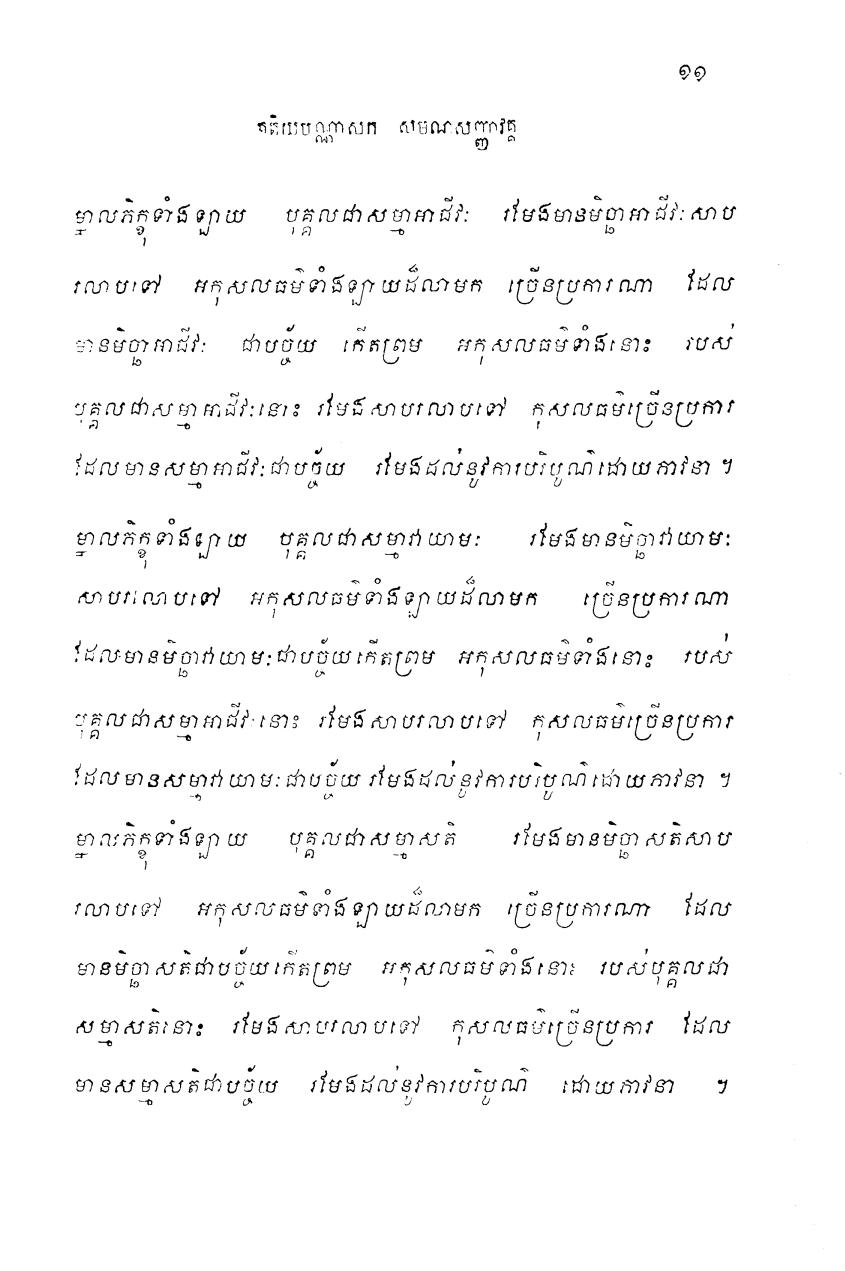 ១១
តតិយបណ្ណាសក សមណសញ្ញាវគ្គ
ម្នាលភិក្ខុទាំងឡាយ បុគ្គលជាសម្មាអាជីវៈ រមែងមានមិច្ឆាអាជីវៈសាប
រលាបទៅ អកុសលធម៌ទាំងឡាយដ៏លាមក ច្រើនប្រការណា ដែល
មានមិច្ឆាអាជីវៈ ជាបច្ច័យ កើតព្រម អកុសលធម៌ទាំងនោះ របស់
បុគ្គលជាសម្មាអាជីវៈនោះ រមែងសាបរលាបទៅ កុសលធម៌ច្រើនប្រការ
ដែលមានសម្មាអាជីវៈជាបច្ច័យ រមែងដល់នូវការបរិបូណ៌ដោយភាវនា ។
ម្នាលភិក្ខុទាំងឡាយ បុគ្គលជាសម្មាវាយាមៈ រមែងមានមិច្ឆាវាយាមៈ
សាបរលាបទៅ អកុសលធម៌ទាំងឡាយដ៏លាមក ច្រើនប្រការណា
ដែលមានមិច្ឆាវាយាមៈជាបច្ច័យកើតព្រម អកុសលធម៌ទាំងនោះ របស់
បុគ្គលជាសម្មាអាជីវៈនោះ រមែងសាបរលាបទៅ កុសលធម៌ច្រើនប្រការ
ដែលមានសម្មាវាយាមៈជាបច្ច័យ រមែងដល់នូវការបរិបូណ៌ដោយភាវនា ។
ម្នាលភិក្ខុទាំងឡាយ បុគ្គលជាសម្មាសតិ រមែងមានមិច្ឆាសតិសាប
រលាបទៅ អកុសលធម៌ទាំងឡាយដ៏លាមក ច្រើនប្រការណា ដែល
មានមិច្ឆាសតិជាបច្ច័យកើតព្រម អកុសលធម៌ទាំងនោះ របស់បុគ្គលជា
សម្មាសតិនោះ រមែងសាបរលាបទៅ កុសលធម៌ច្រើនប្រការ ដែល
មានសម្មាសតិជាបច្ច័យ រមែងដល់នូវការបរិបូណ៌ ដោយភាវនា ។